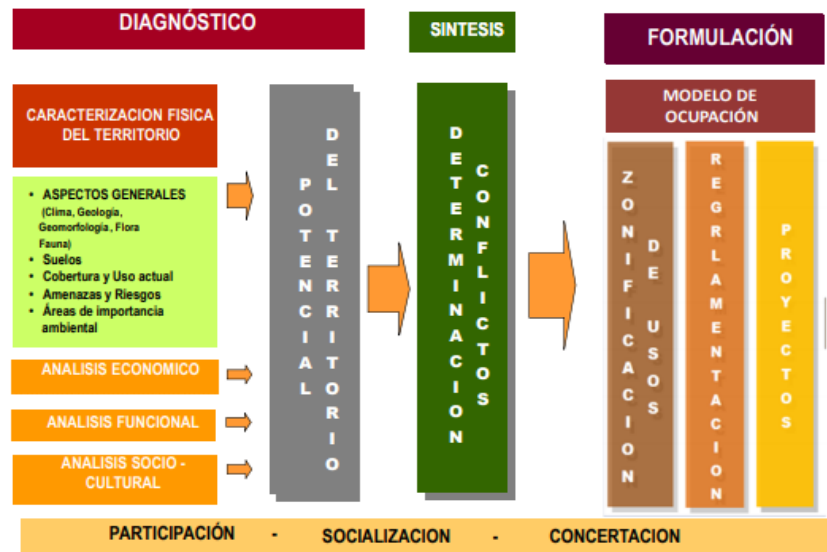 DIAGNÓSTICO
SINTESIS
FORMULACIÓN
CARACTERIZACION FISICA
DEL TERRITORIO
• ASPECTOS GENERALES
(Clima, Geología,
Geomorfología, Flora
Fauna)
• Suelos
• Cobertura y Uso actual
• Amenazas y Riesgos
• Áreas de importancia
ambiental
ANALISIS ECONOMICO
ANALISIS FUNCIONAL
ANALISIS SOCIO -
CULTURAL
POTENCIAL
DEL TERRITORIO
DETERMINACION
CONFLICTOS
MODELO DE
OCUPACIÓN
ZONIFICACION
DE USOS
REGRLAMENTACION
PROYECTOS
PARTICIPACIÓN - SOCIALIZACION - CONCERTACION